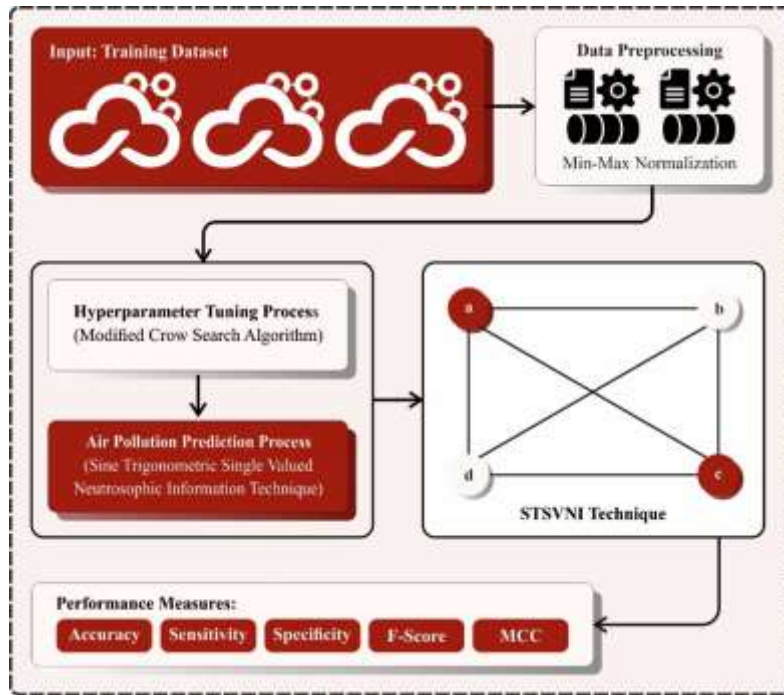 Input: Training Dataset
Data Preprocessing
Min-Max Normalization
Hyperparameter Tuning Process
(Modified Crow Search Algorithm)
Air Pollution Prediction Process
(Sine Trigonometric Single Valued
Neutrosophic Information Technique)
a
b
d
c
STSVNI Technique
Performance Measures:
Accuracy
Sensitivity
Specificity
F-Score
MCC